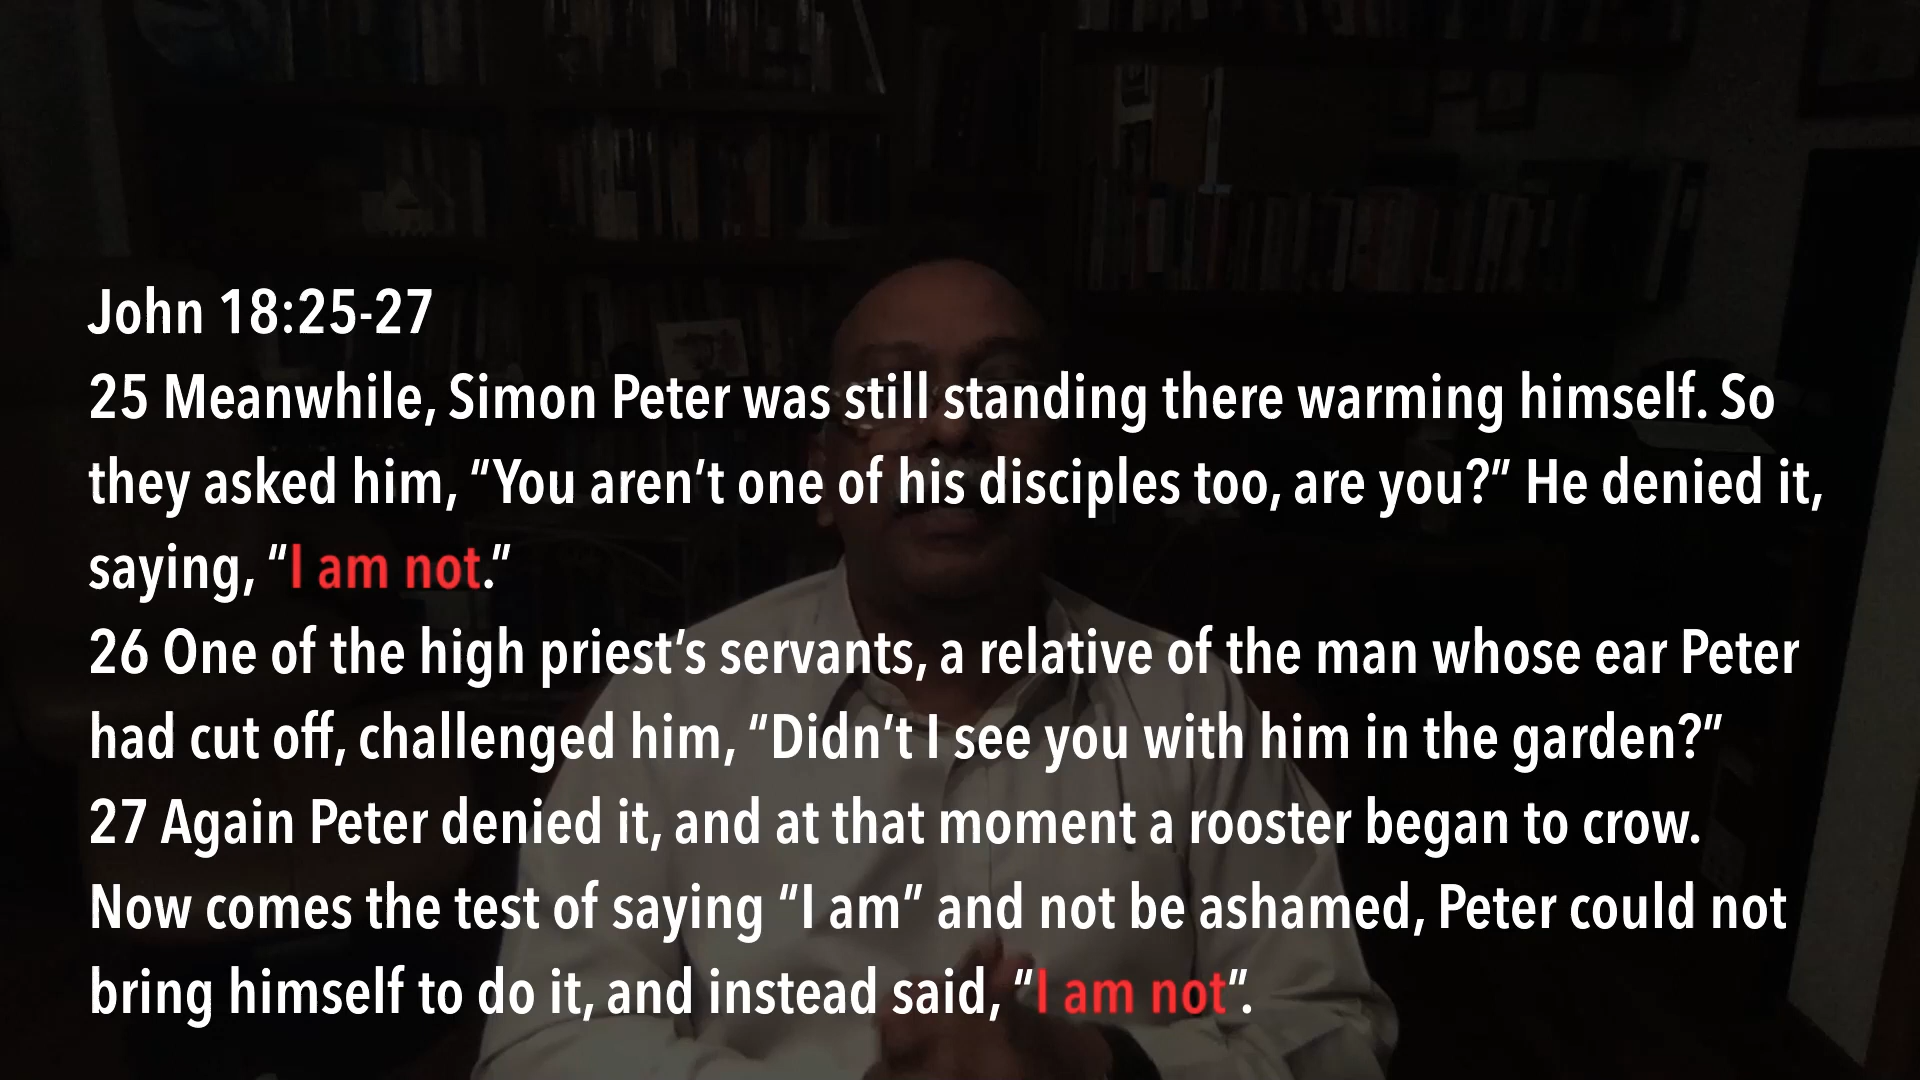 John 18:25-27
25 Meanwhile, Simon Peter was still standing there warming himself. So
they asked him, “You aren’t one of his disciples too, are you?” He denied it,
saying, “I am not.”
26 One of the high priest’s servants, a relative of the man whose ear Peter
had cut off, challenged him, “Didn’t I see you with him in the garden?”
27 Again Peter denied it, and at that moment a rooster began to crow.
Now comes the test of saying “I am” and not be ashamed, Peter could not
bring himself to do it, and instead said, “I am not”.